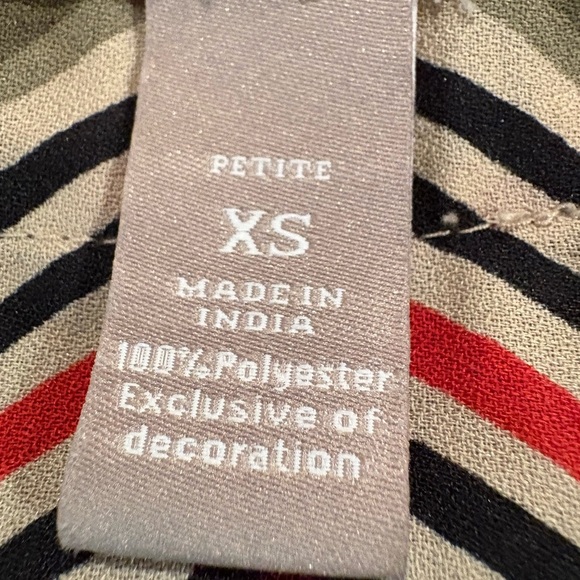 PETITE
XS
MADE IN
INDIA
100% Polyester
Exclusive of
decoration